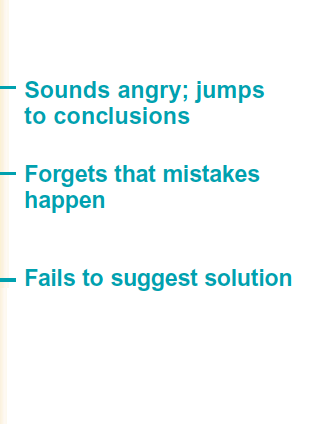 Sounds angry; jumps
to conclusions
Forgets that mistakes
happen
Fails to suggest solution